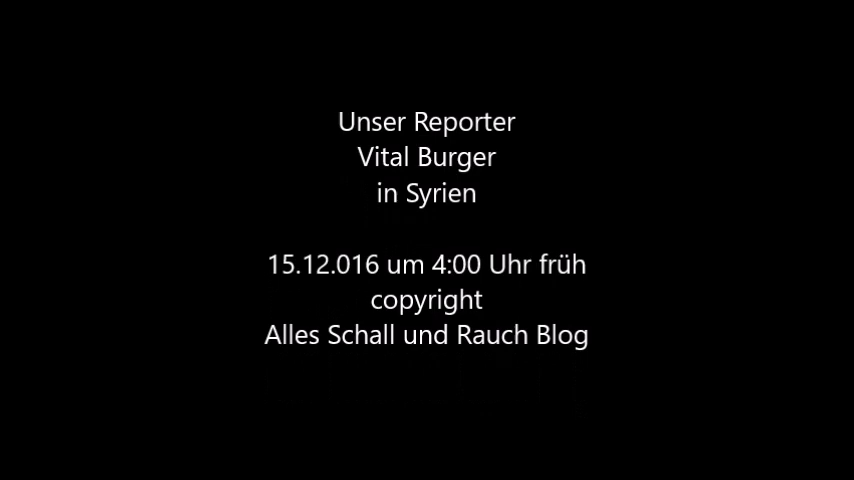 Unser Reporter
Vital Burger
in Syrien
15.12.016 um 4:00 Uhr früh
copyright
Alles Schall und Rauch Blog